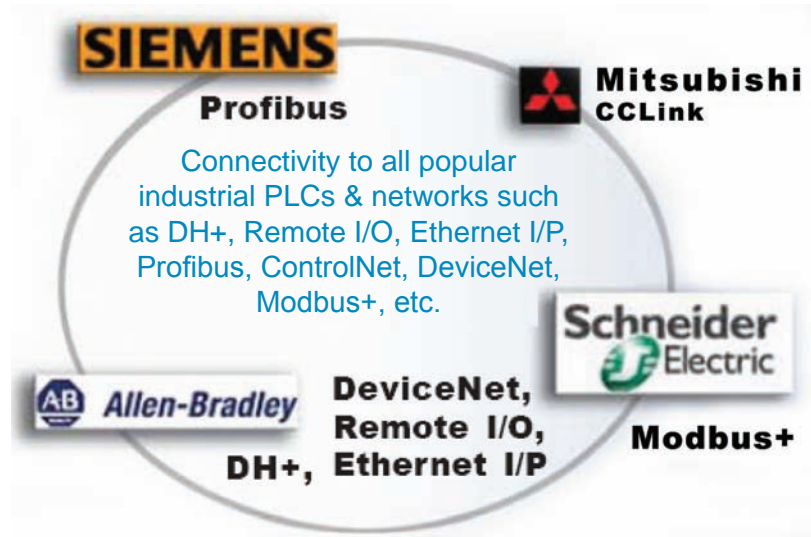 SIEMENS
Profibus
Mitsubishi
CCLink
Connectivity to all popular
industrial PLCs & networks such
as DH+, Remote I/O, Ethernet I/P,
Profibus, ControlNet, DeviceNet,
Modbus+, etc.
Schneider
Electric
Modbus+
AB
Allen-Bradley
DeviceNet,
Remote I/O,
DH+, Ethernet I/P